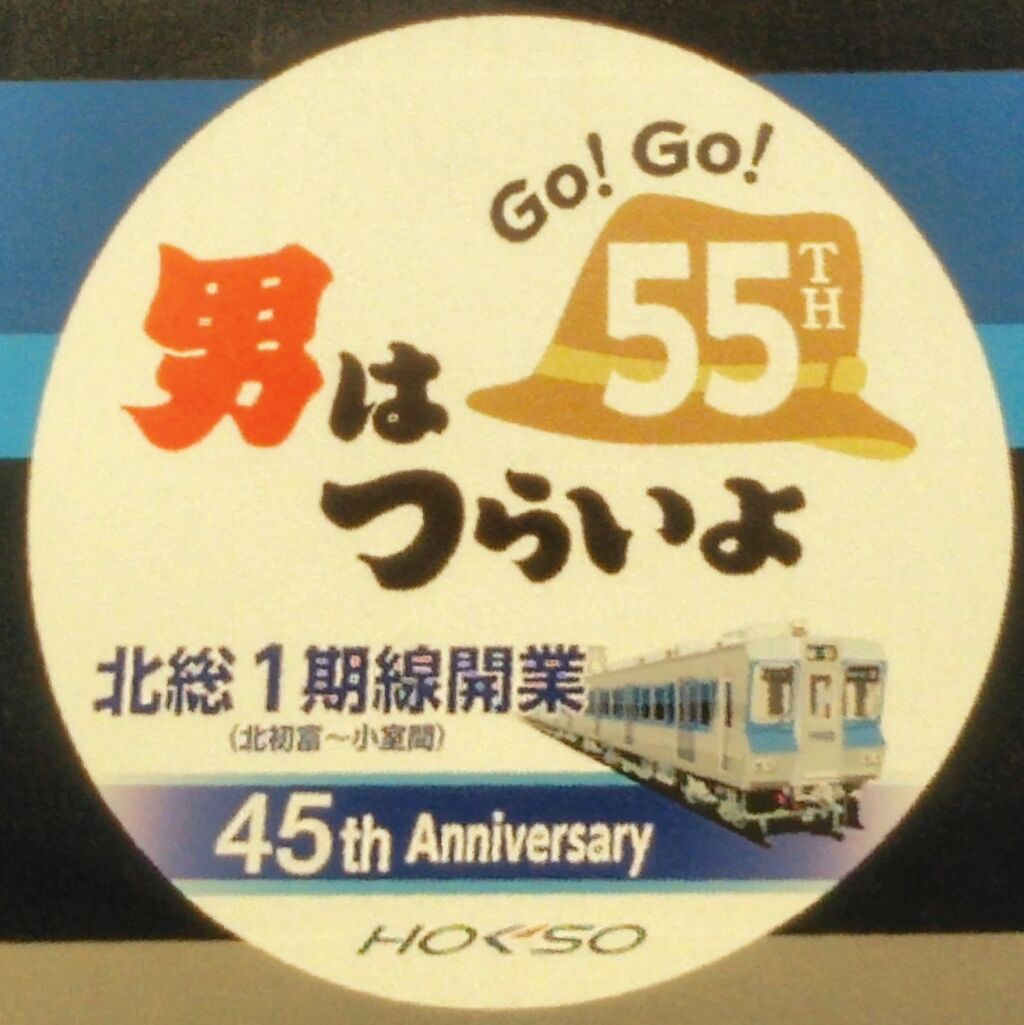 Go! Go!
55TH
男は
つらいよ
北総1期線開業
(北初富～小室間)
45th Anniversary
HOKSO